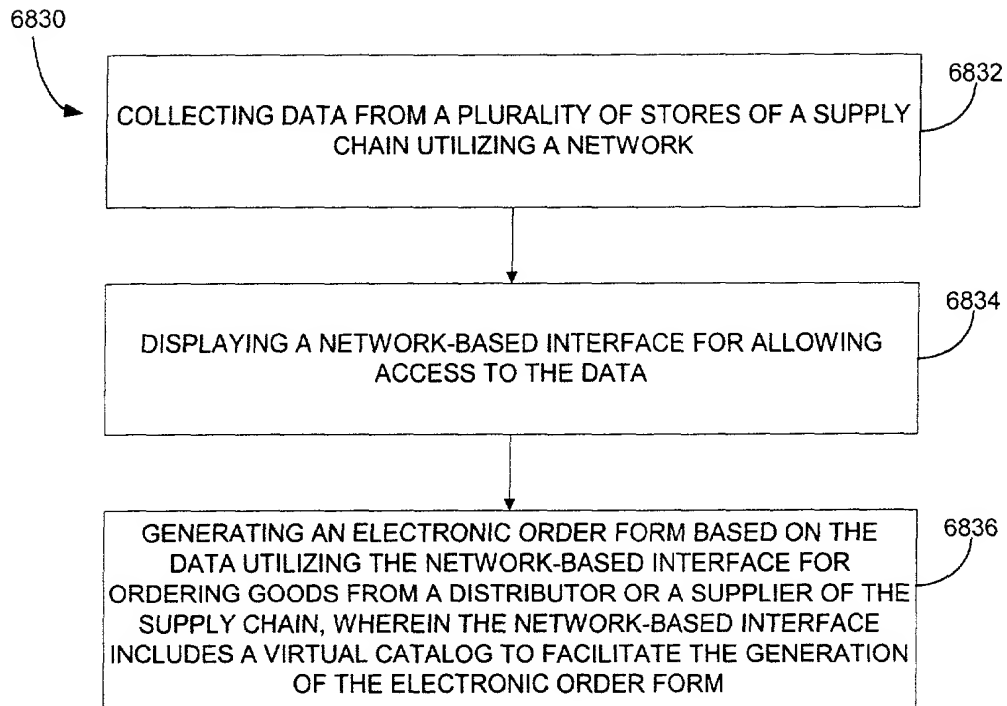 6830
6832
COLLECTING DATA FROM A PLURALITY OF STORES OF A SUPPLY
CHAIN UTILIZING A NETWORK
6834
DISPLAYING A NETWORK-BASED INTERFACE FOR ALLOWING
ACCESS TO THE DATA
6836
GENERATING AN ELECTRONIC ORDER FORM BASED ON THE
DATA UTILIZING THE NETWORK-BASED INTERFACE FOR
ORDERING GOODS FROM A DISTRIBUTOR OR A SUPPLIER OF THE
SUPPLY CHAIN, WHEREIN THE NETWORK-BASED INTERFACE
INCLUDES A VIRTUAL CATALOG TO FACILITATE THE GENERATION
OF THE ELECTRONIC ORDER FORM